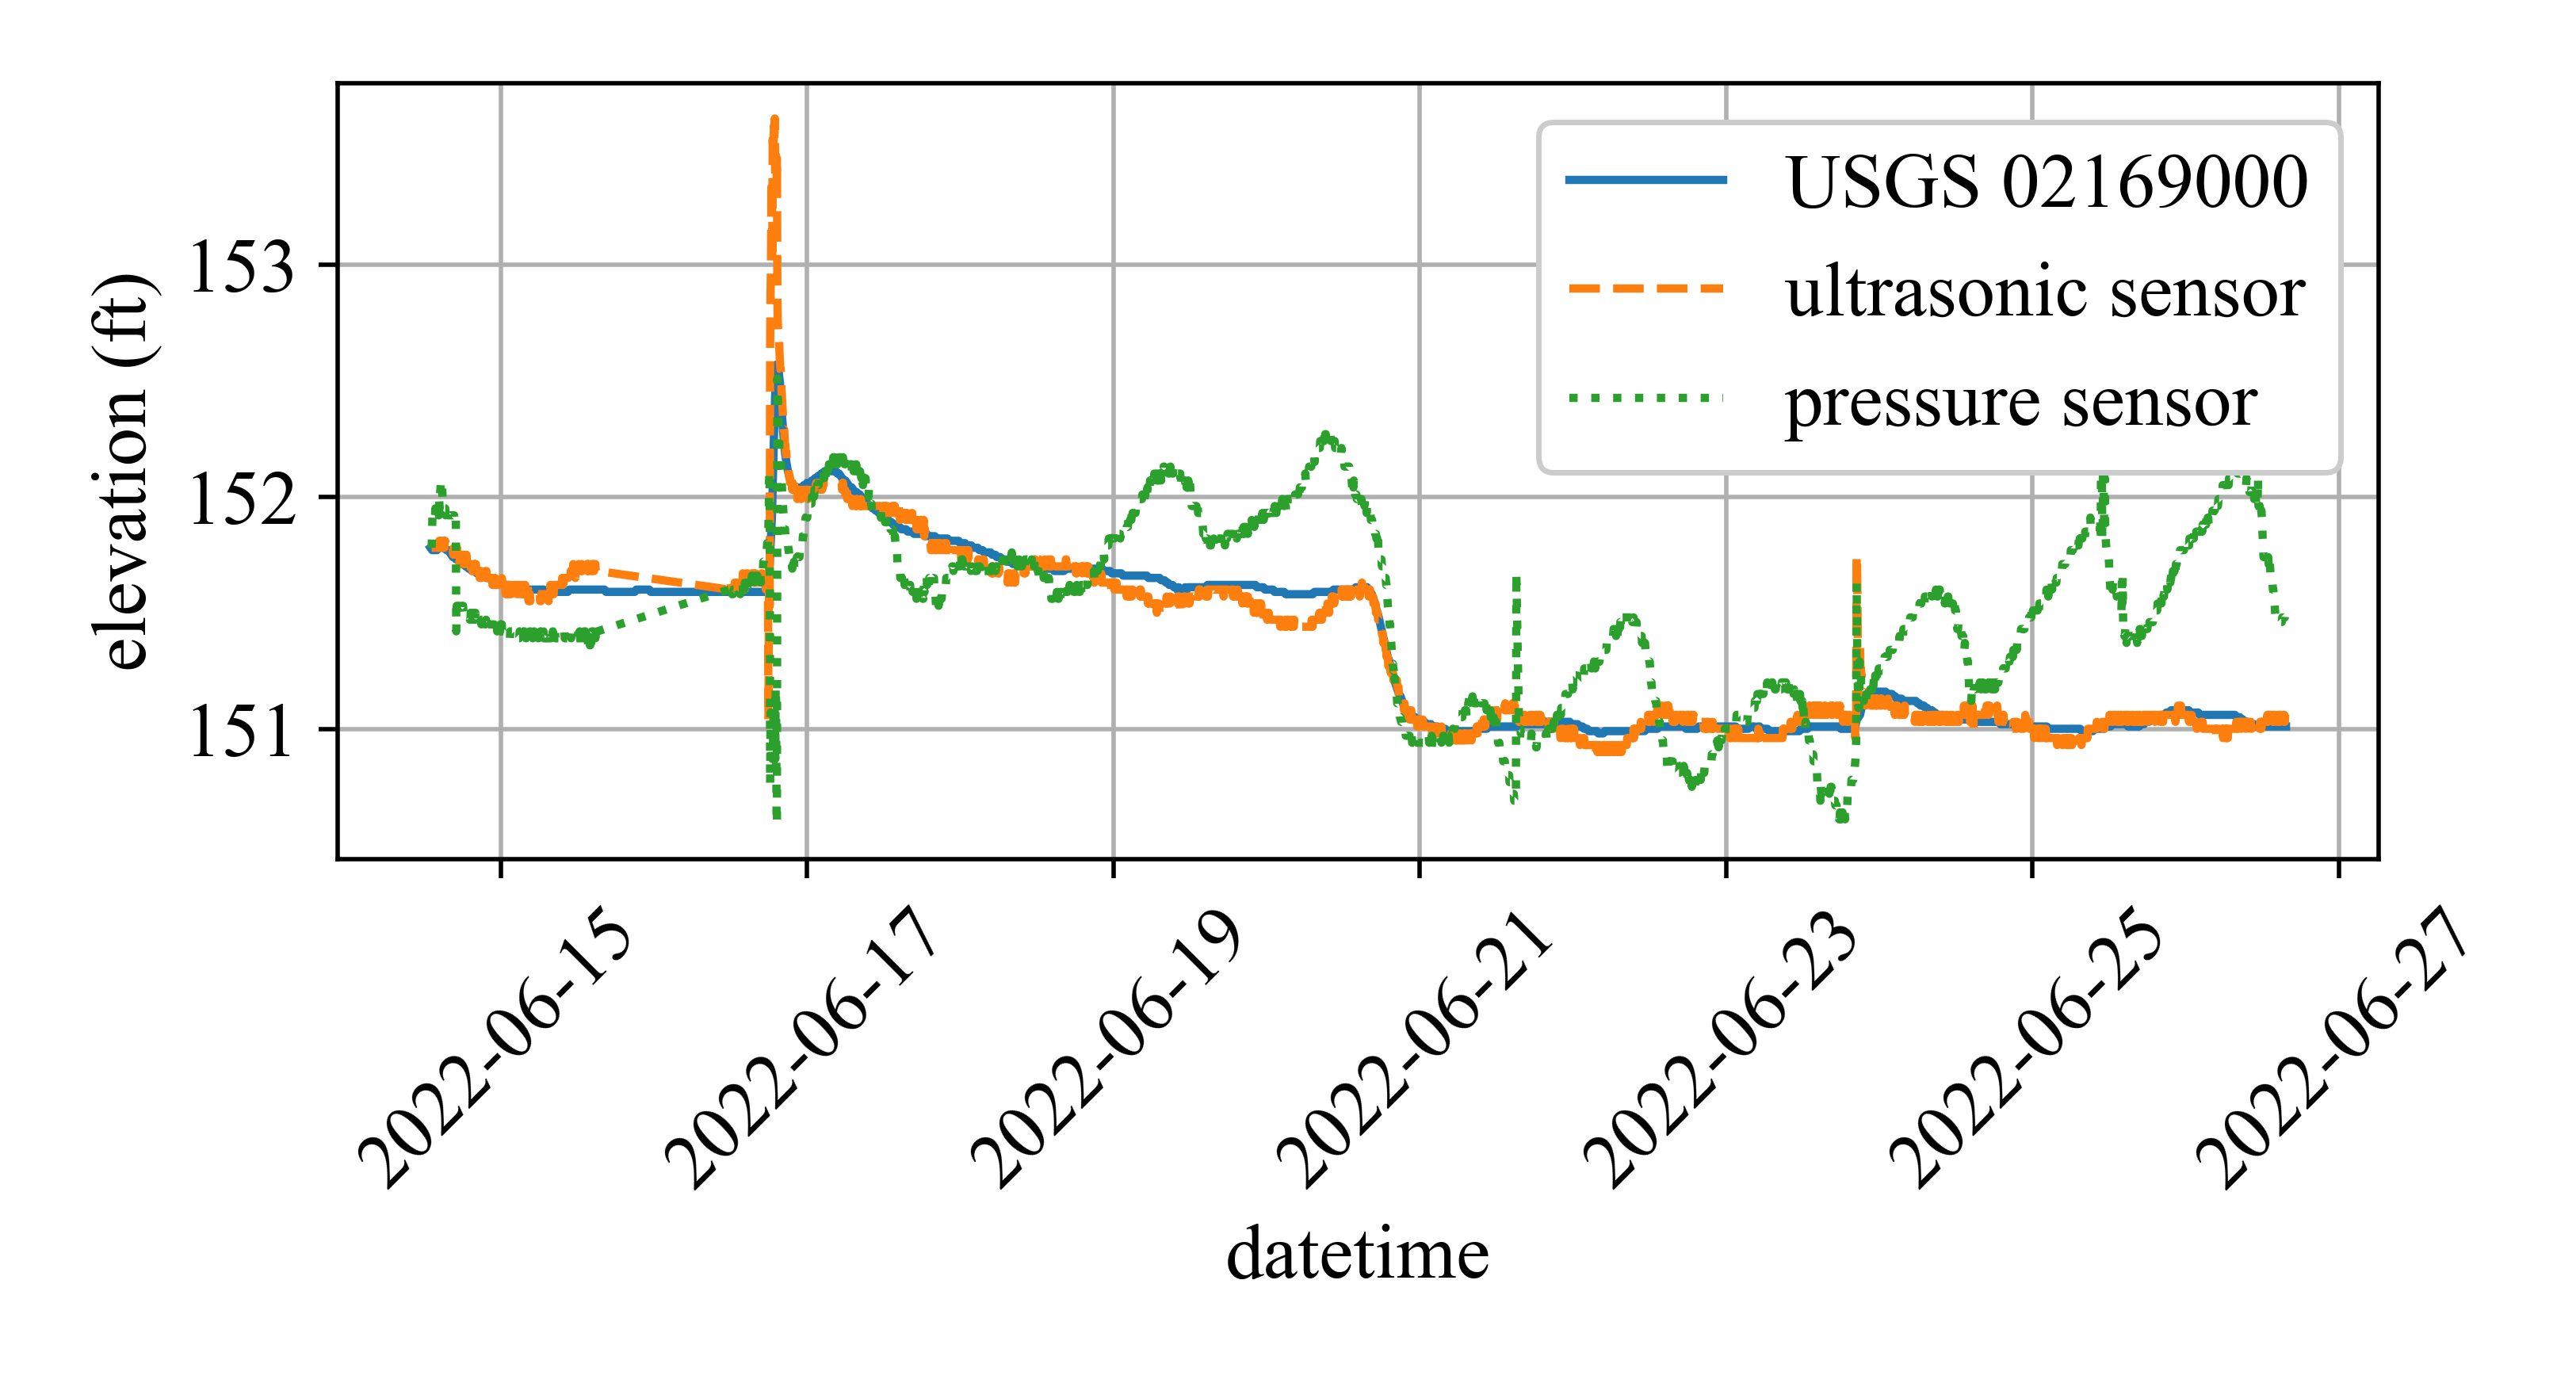 USGS 02169000
ultrasonic sensor
pressure sensor
elevation (ft)
153
152
151
2022-06-15
2022-06-17
2022-06-19
2022-06-21
2022-06-23
2022-06-25
2022-06-27
datetime